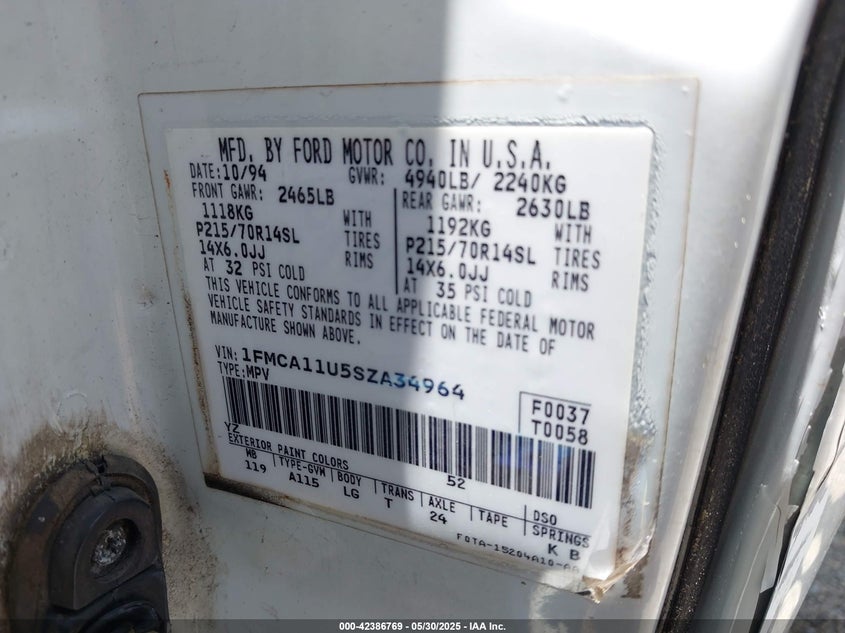 MFD. BY FORD MOTOR CO. IN U.S.A.
DATE: 10/94 GVWR: 4940LB/ 2240KG
FRONT GAWR: 2465LB REAR GAWR: 2630LB
1118KG WITH 1192KG WITH
P215/70R14SL TIRES P215/70R14SL TIRES
14X6.0JJ RIMS 14X6.0JJ RIMS
AT 32 PSI COLD AT 35 PSI COLD
THIS VEHICLE CONFORMS TO ALL APPLICABLE FEDERAL MOTOR
VEHICLE SAFETY STANDARDS IN EFFECT ON THE DATE OF
MANUFACTURE SHOWN ABOVE.
VIN: 1FMCA11U5SZA34964
TYPE: MPV
F0037
T0058
YZ 52
EXTERIOR PAINT COLORS DSO
WB TYPE-GVM BODY TRANS AXLE TAPE SPRINGS
119 A115 LG T 24 K B
F0TA-15204A10-AA
000-42386769 - 05/30/2025 - IAA Inc.